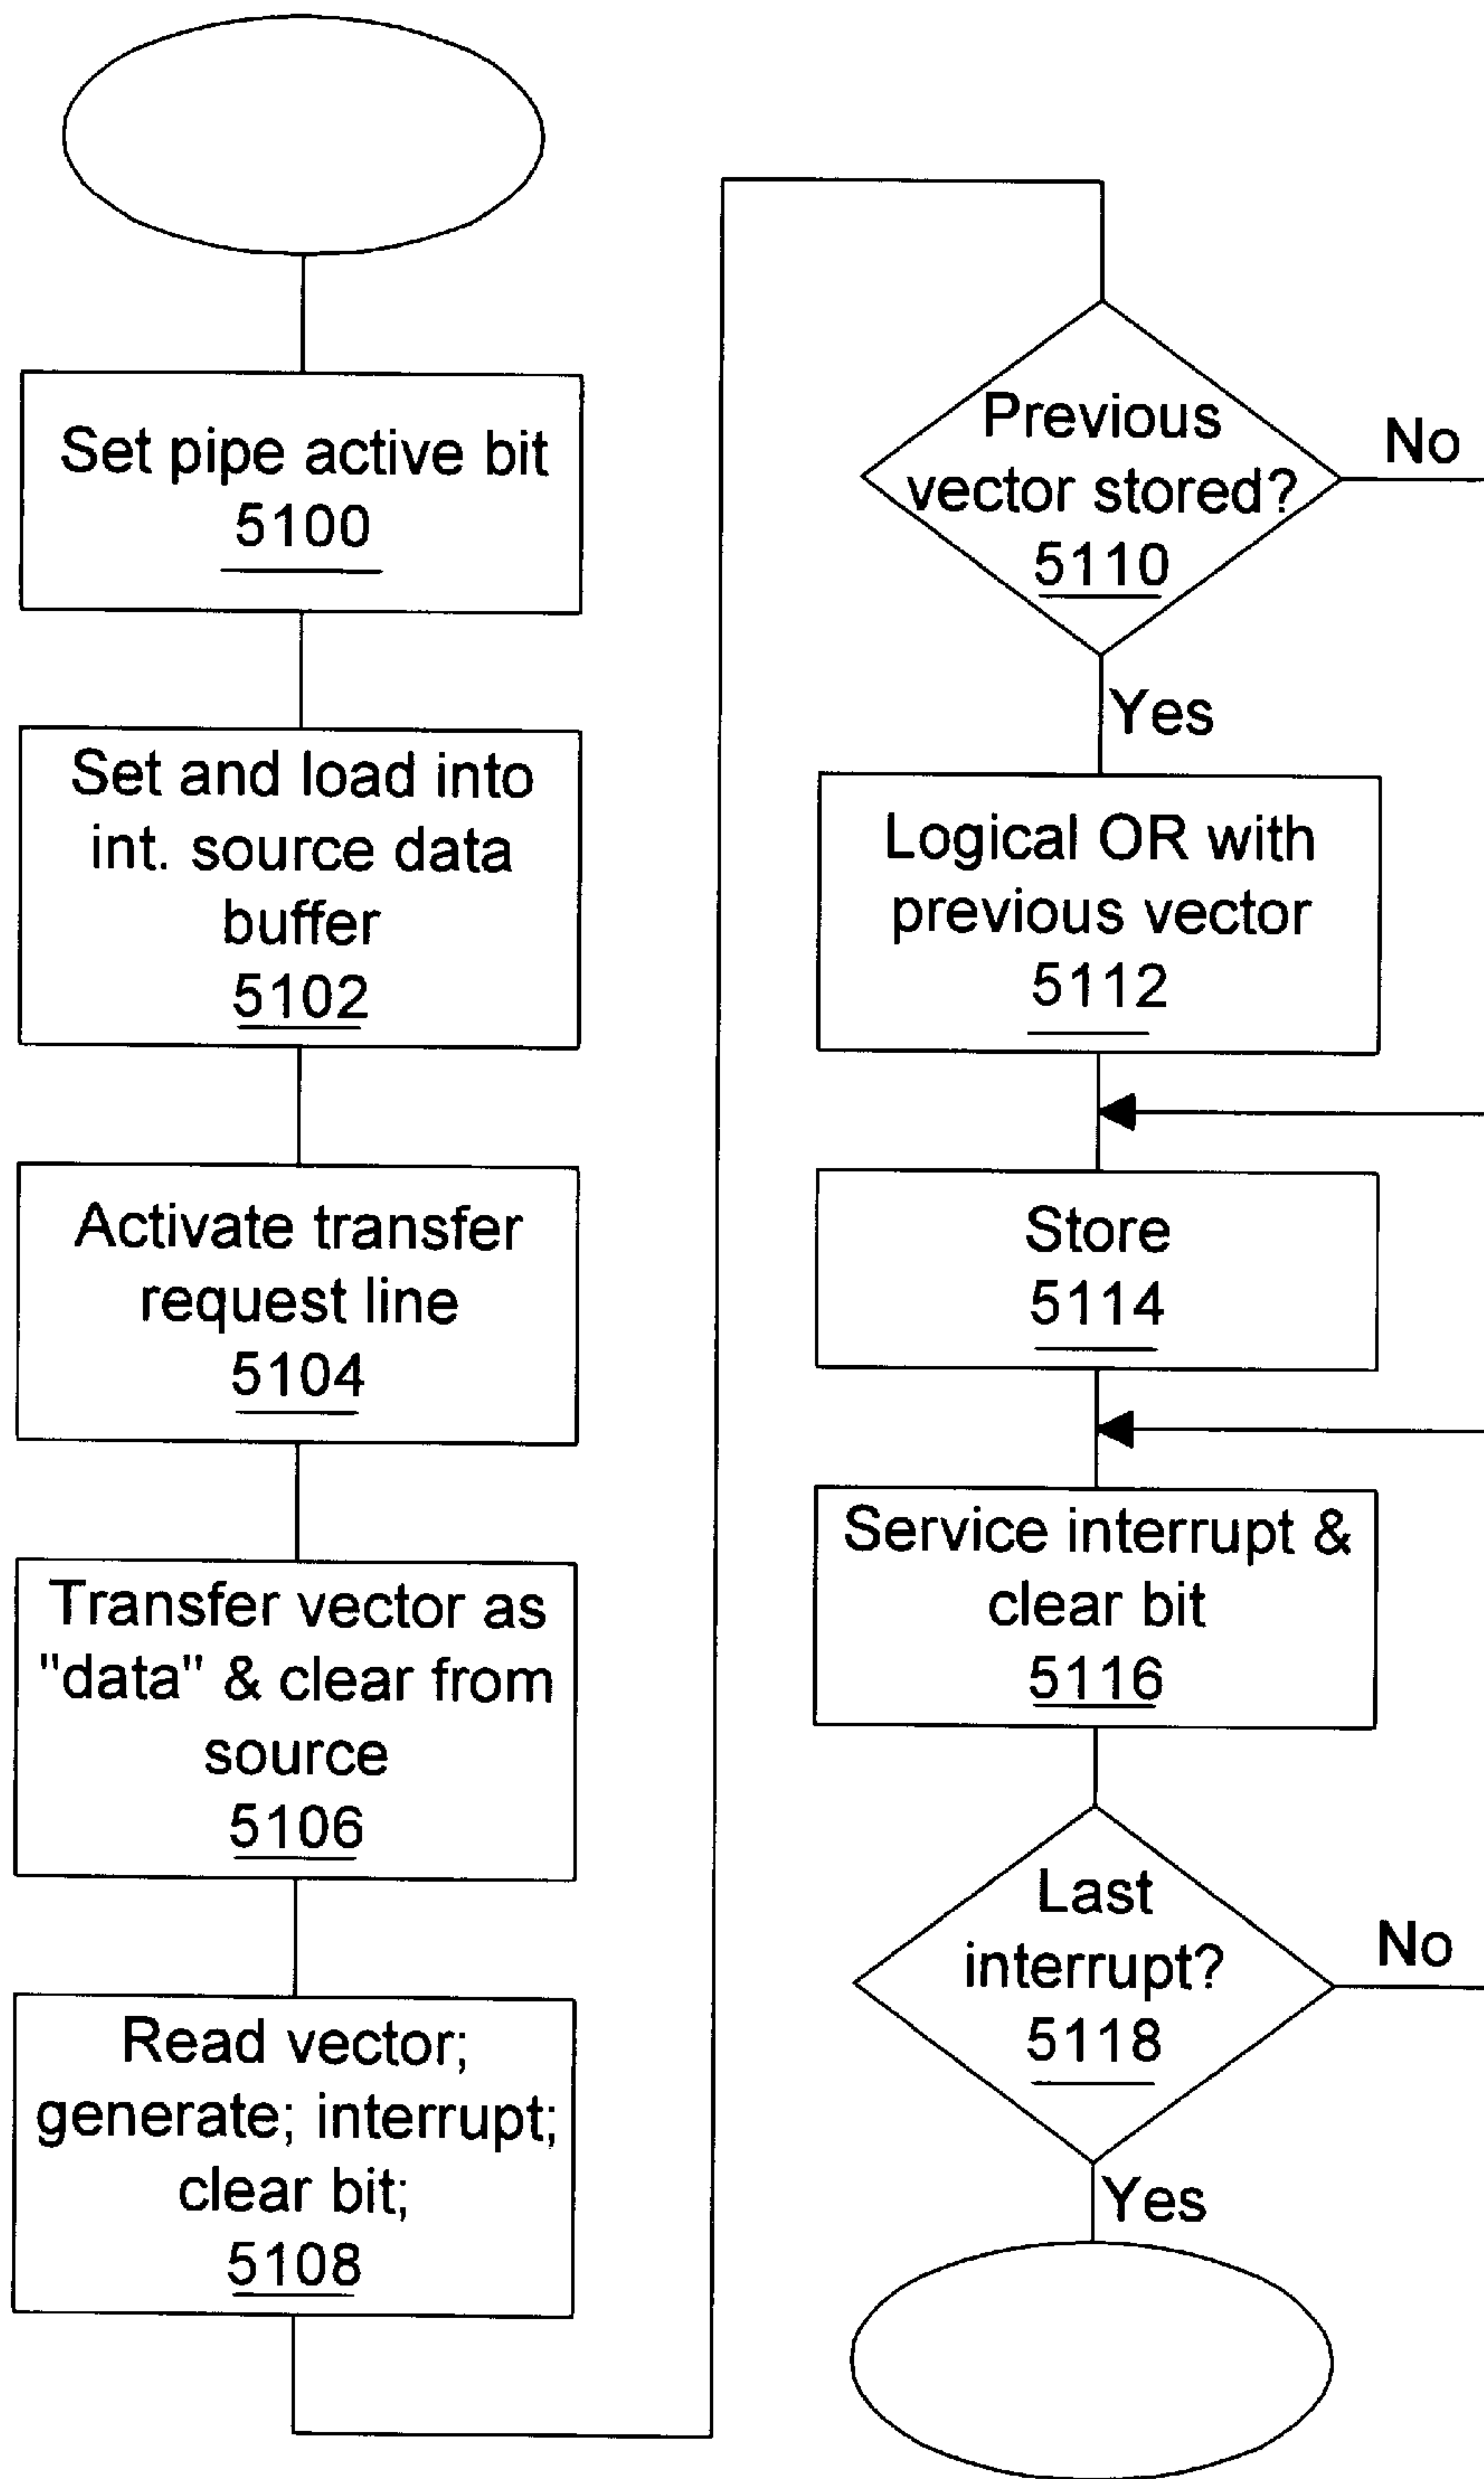 Set pipe active bit
5100
Set and load into
int. source data
buffer
5102
Activate transfer
request line
5104
Transfer vector as
"data" & clear from
source
5106
Read vector;
generate; interrupt;
clear bit;
5108
Previous
vector stored?
5110
No
Yes
Logical OR with
previous vector
5112
Store
5114
Service interrupt &
clear bit
5116
Last
interrupt?
5118
No
Yes